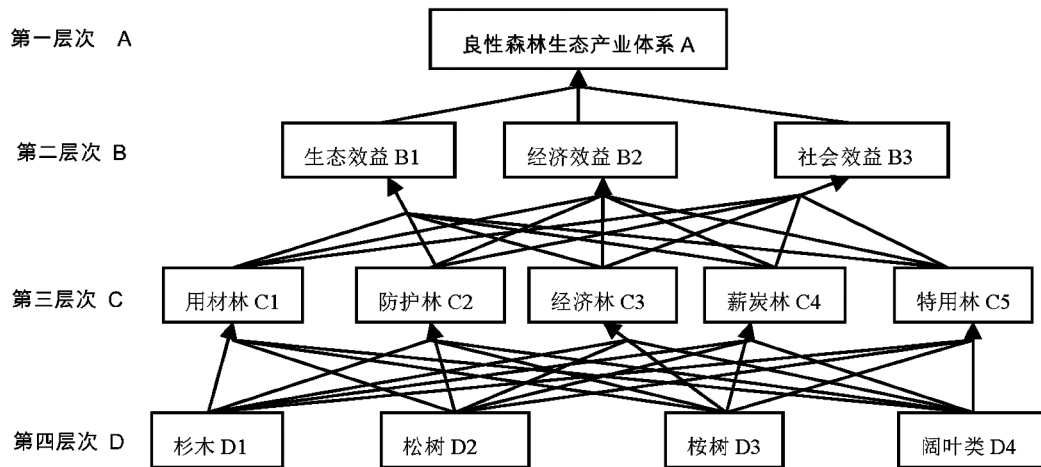 第一层次 A
良性森林生态产业体系 A
第二层次 B
生态效益 B1
经济效益 B2
社会效益 B3
第三层次 C
用材林 C1
防护林 C2
经济林 C3
薪炭林 C4
特用林 C5
第四层次 D
杉木 D1
松树 D2
桉树 D3
阔叶类 D4